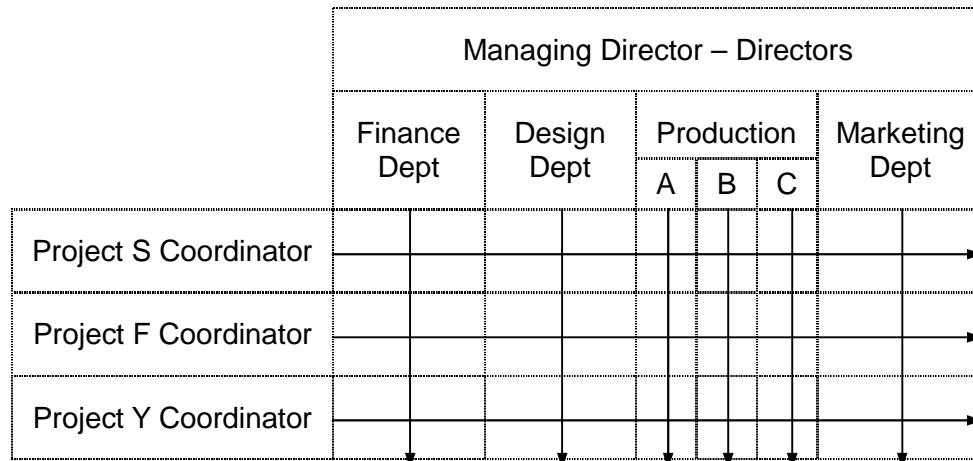 Managing Director – Directors
Finance
Dept
Design
Dept
Production
A B C
Marketing
Dept
Project S Coordinator
Project F Coordinator
Project Y Coordinator